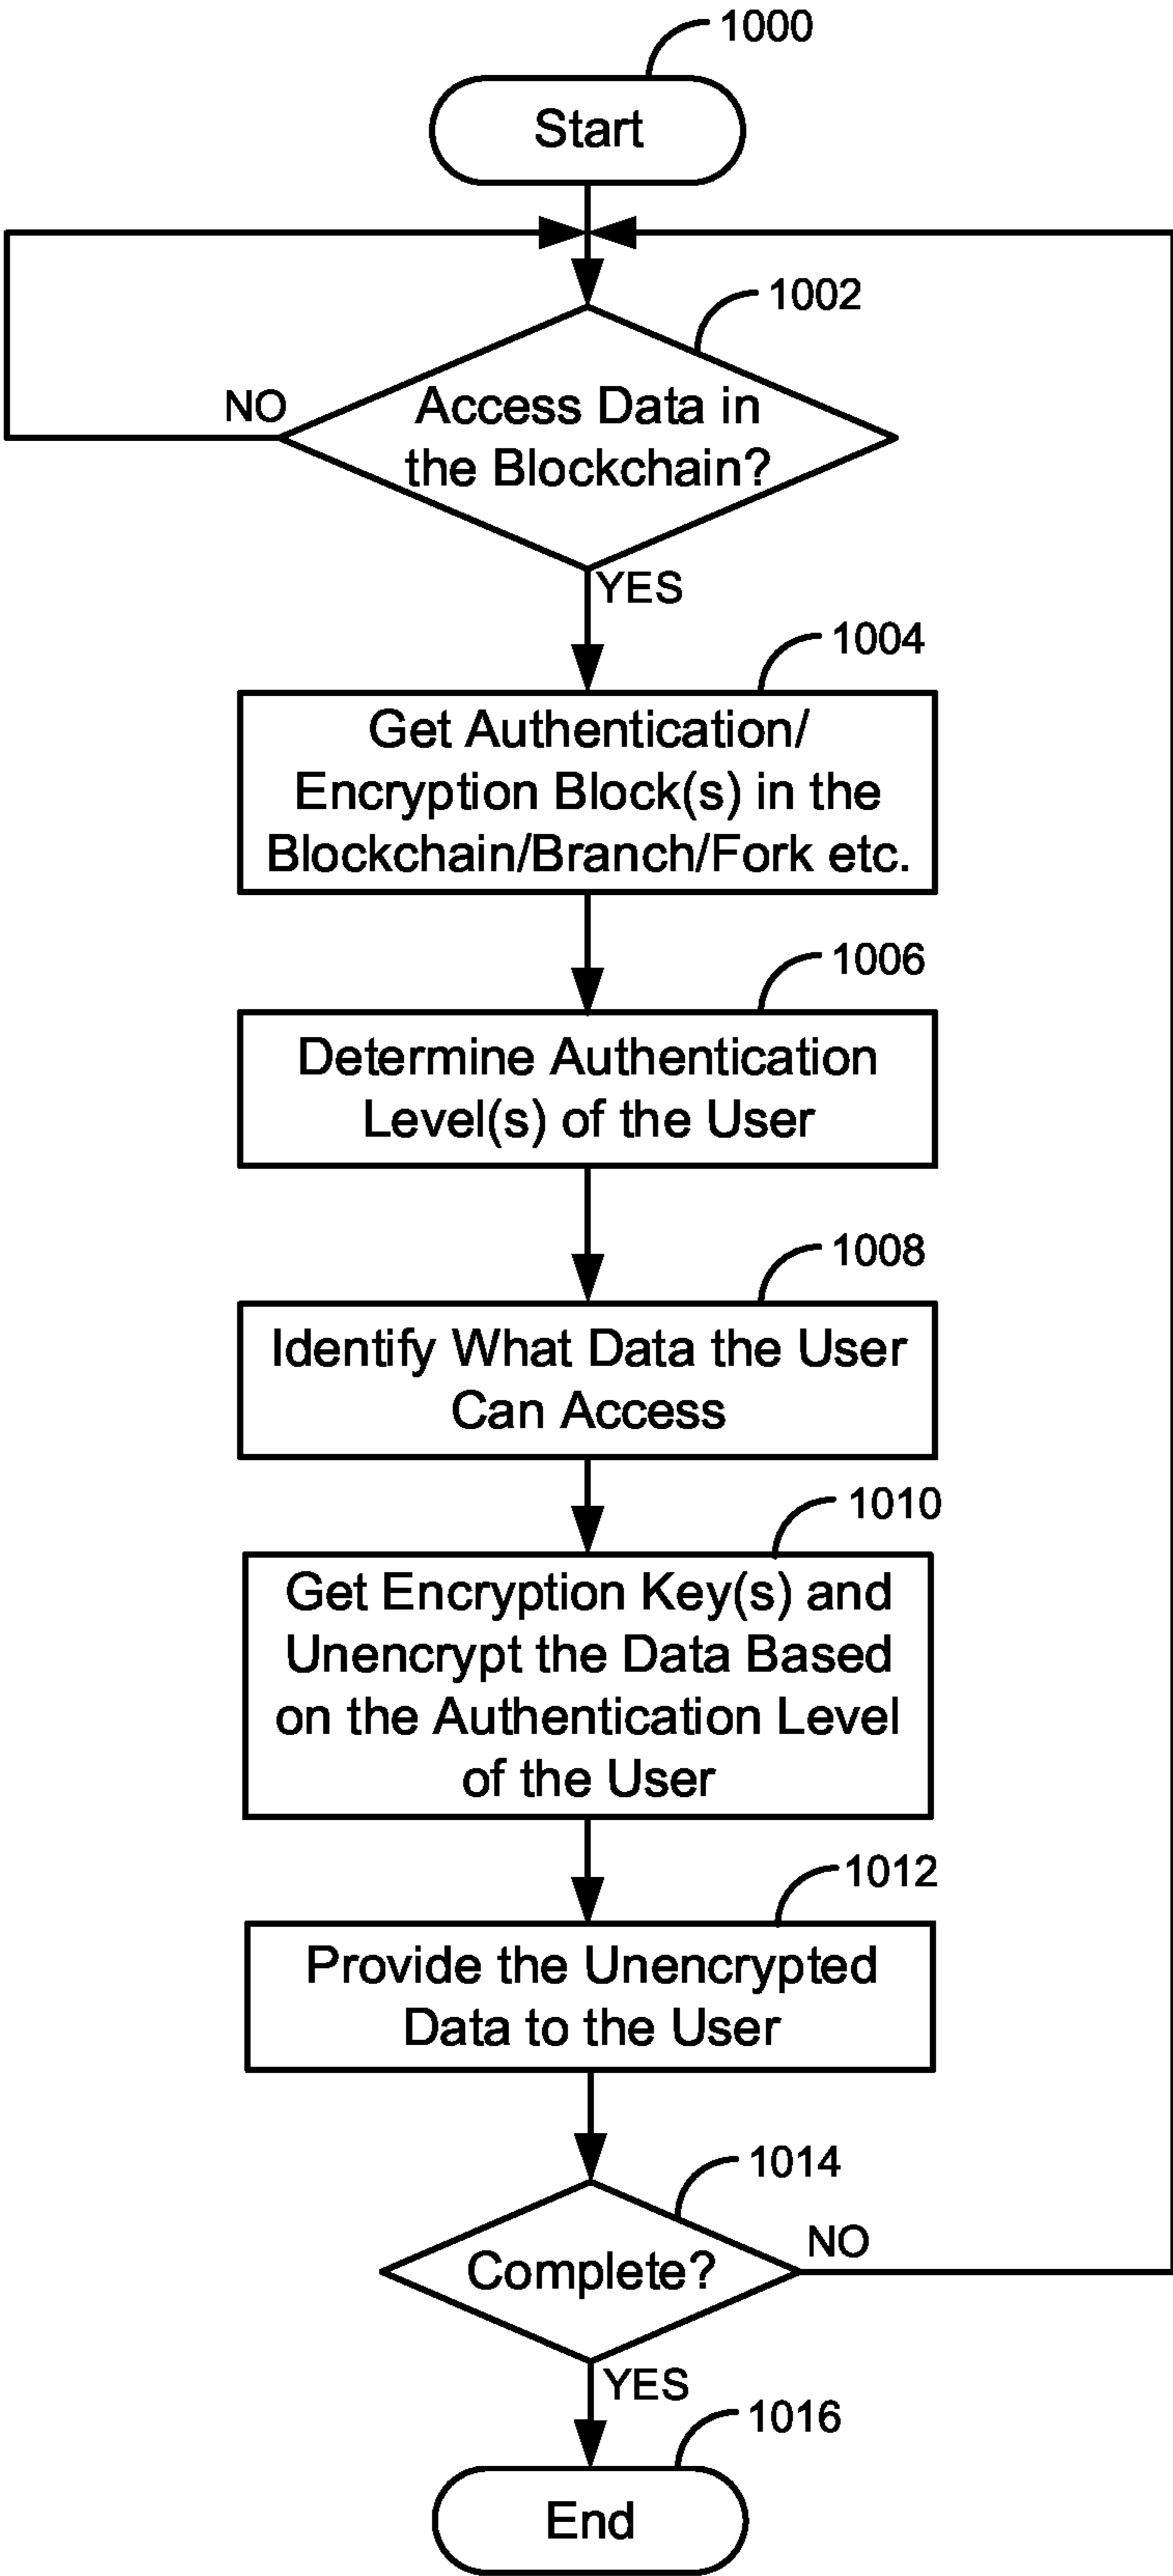 1000
Start
1002
Access Data in
the Blockchain?
NO
YES
1004
Get Authentication/
Encryption Block(s) in the
Blockchain/Branch/Fork etc.
1006
Determine Authentication
Level(s) of the User
1008
Identify What Data the User
Can Access
1010
Get Encryption Key(s) and
Unencrypt the Data Based
on the Authentication Level
of the User
1012
Provide the Unencrypted
Data to the User
1014
Complete?
NO
YES
1016
End